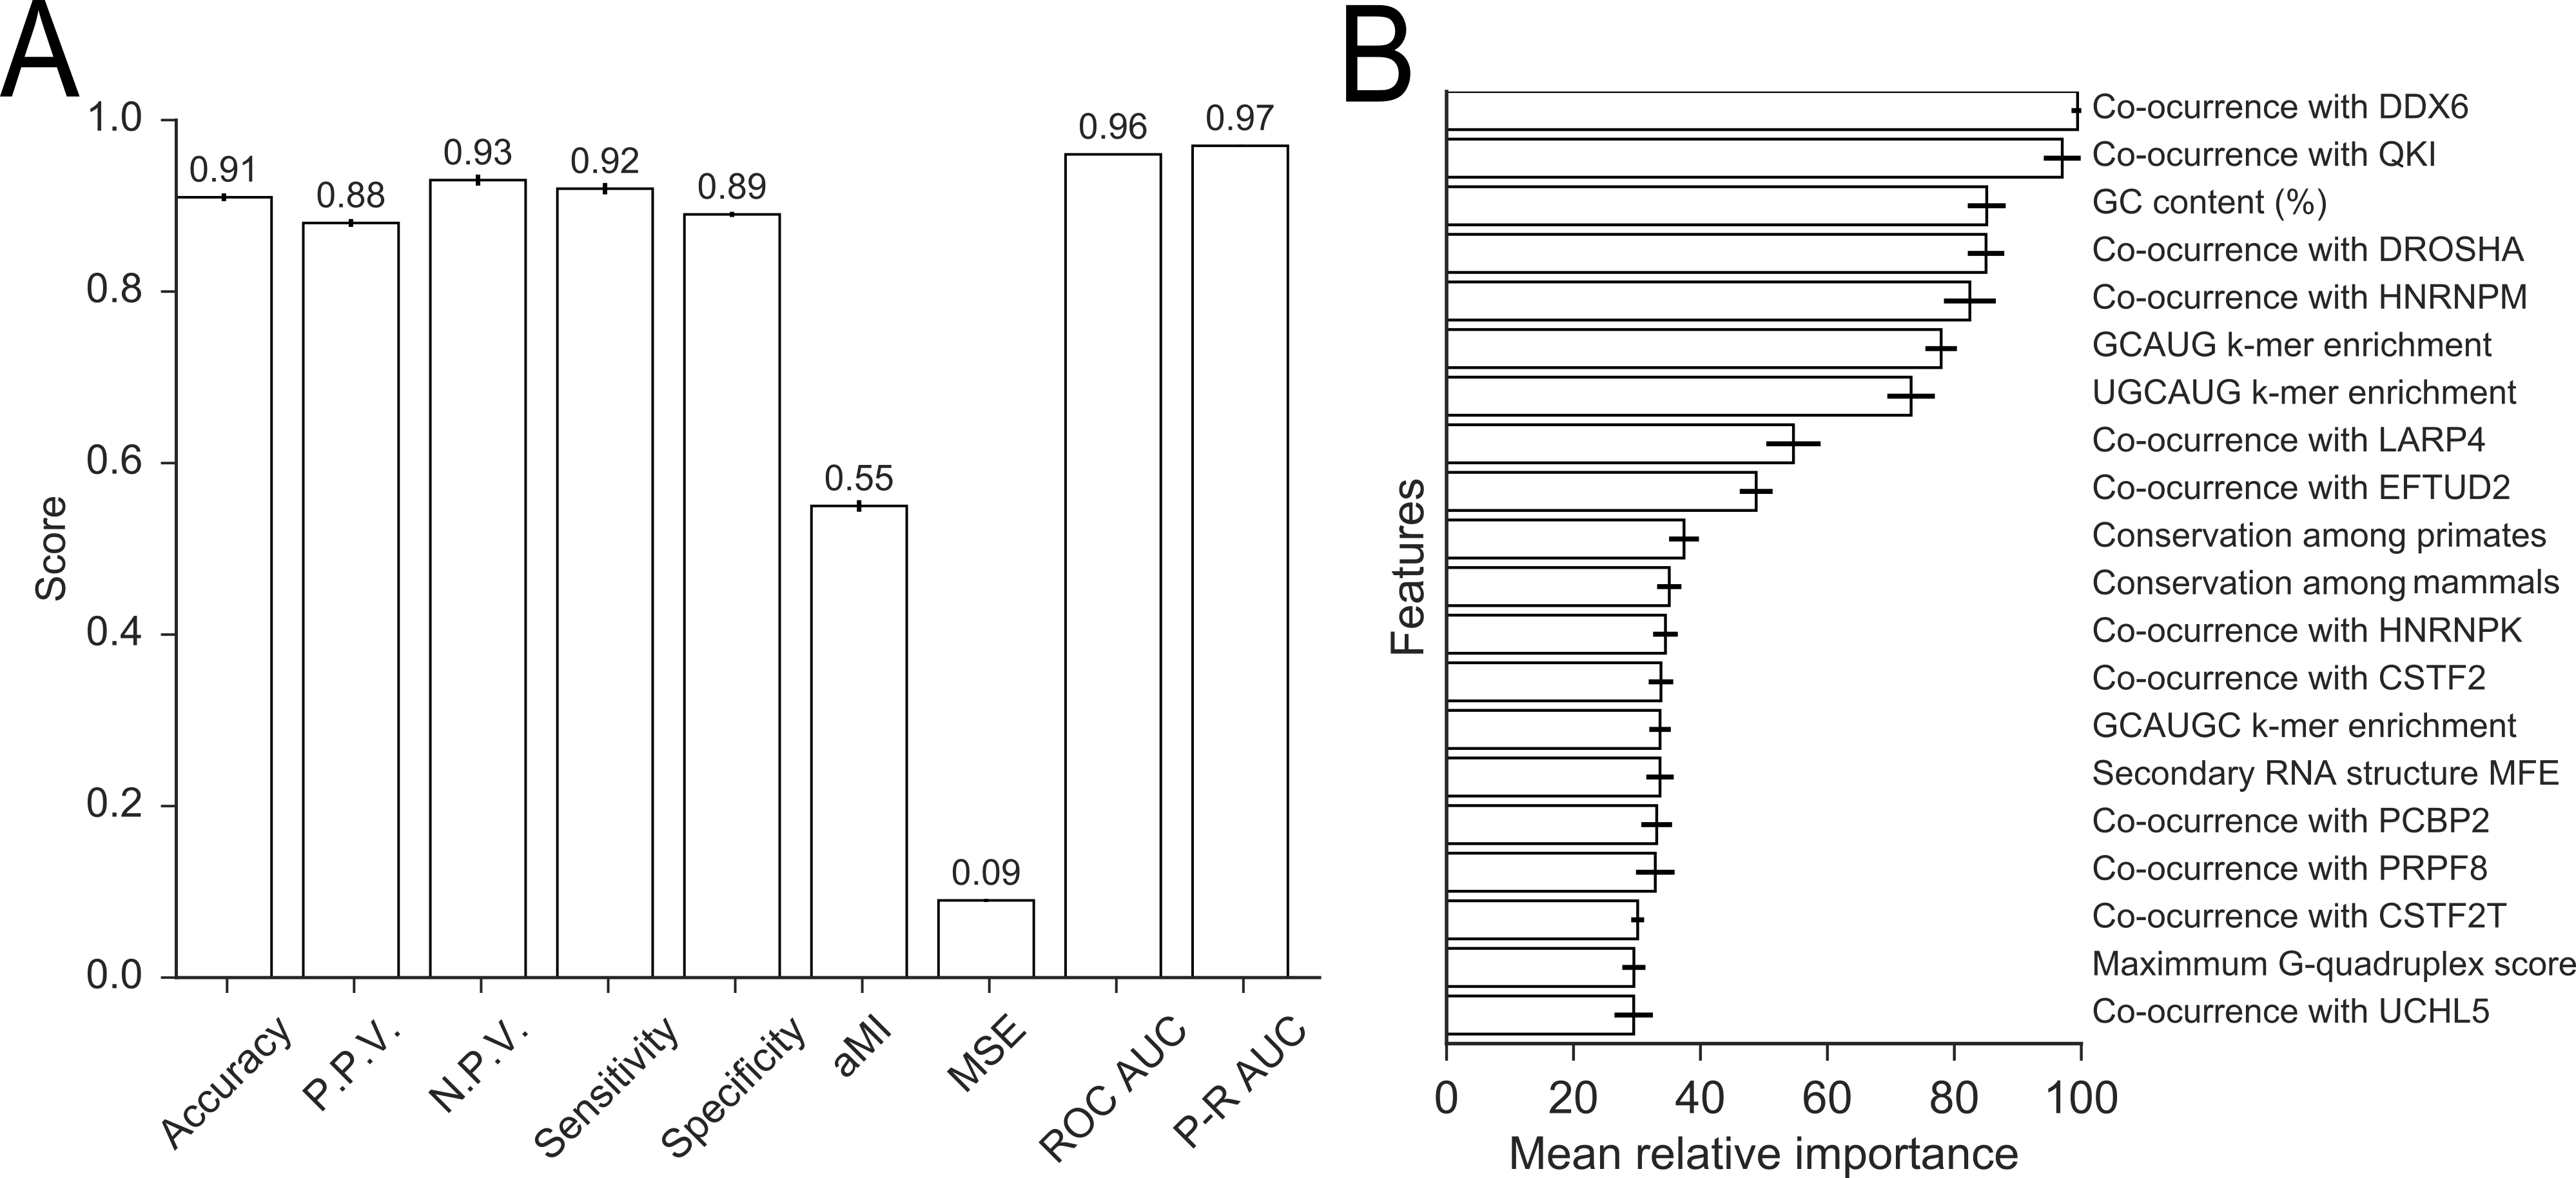 A
1.0
0.8
0.6
0.4
0.2
0.0
Score
0.91
0.88
0.93
0.92
0.89
0.55
0.09
0.96
0.97
Accuracy
P.P.V.
N.P.V.
Sensitivity
Specificity
aMI
MSE
ROC AUC
P-R AUC
B
Features
Co-ocurrence with DDX6
Co-ocurrence with QKI
GC content (%)
Co-ocurrence with DROSHA
Co-ocurrence with HNRNPM
GCAUG k-mer enrichment
UGCAUG k-mer enrichment
Co-ocurrence with LARP4
Co-ocurrence with EFTUD2
Conservation among primates
Conservation among mammals
Co-ocurrence with HNRNPK
Co-ocurrence with CSTF2
GCAUGC k-mer enrichment
Secondary RNA structure MFE
Co-ocurrence with PCBP2
Co-ocurrence with PRPF8
Co-ocurrence with CSTF2T
Maximmum G-quadruplex score
Co-ocurrence with UCHL5
0 20 40 60 80 100
Mean relative importance